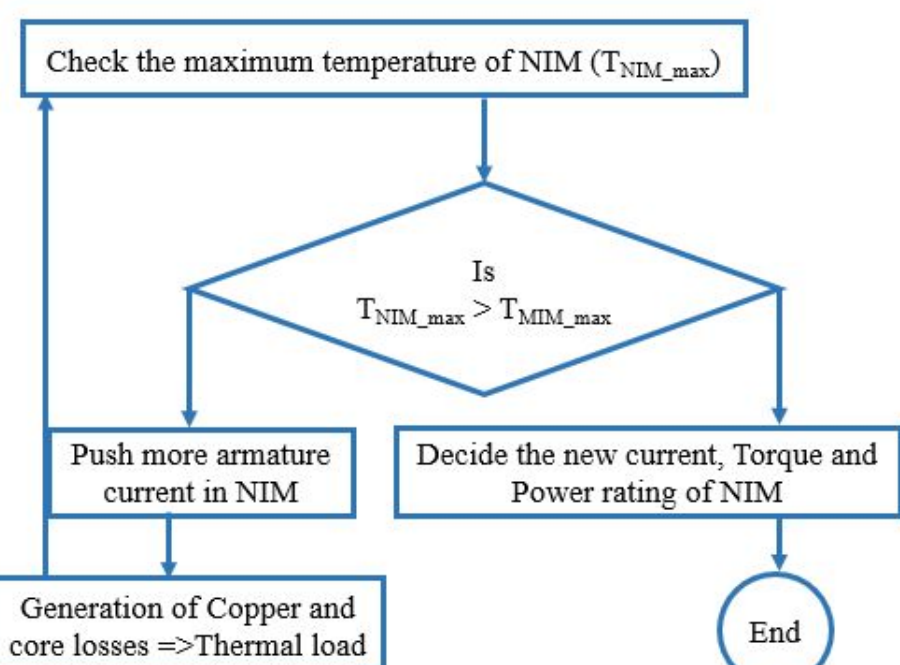 Check the maximum temperature of NIM (TNIM_max)
Is
TNIM_max > TMIM_max
Push more armature
current in NIM
Decide the new current, Torque and
Power rating of NIM
Generation of Copper and
core losses =>Thermal load
End